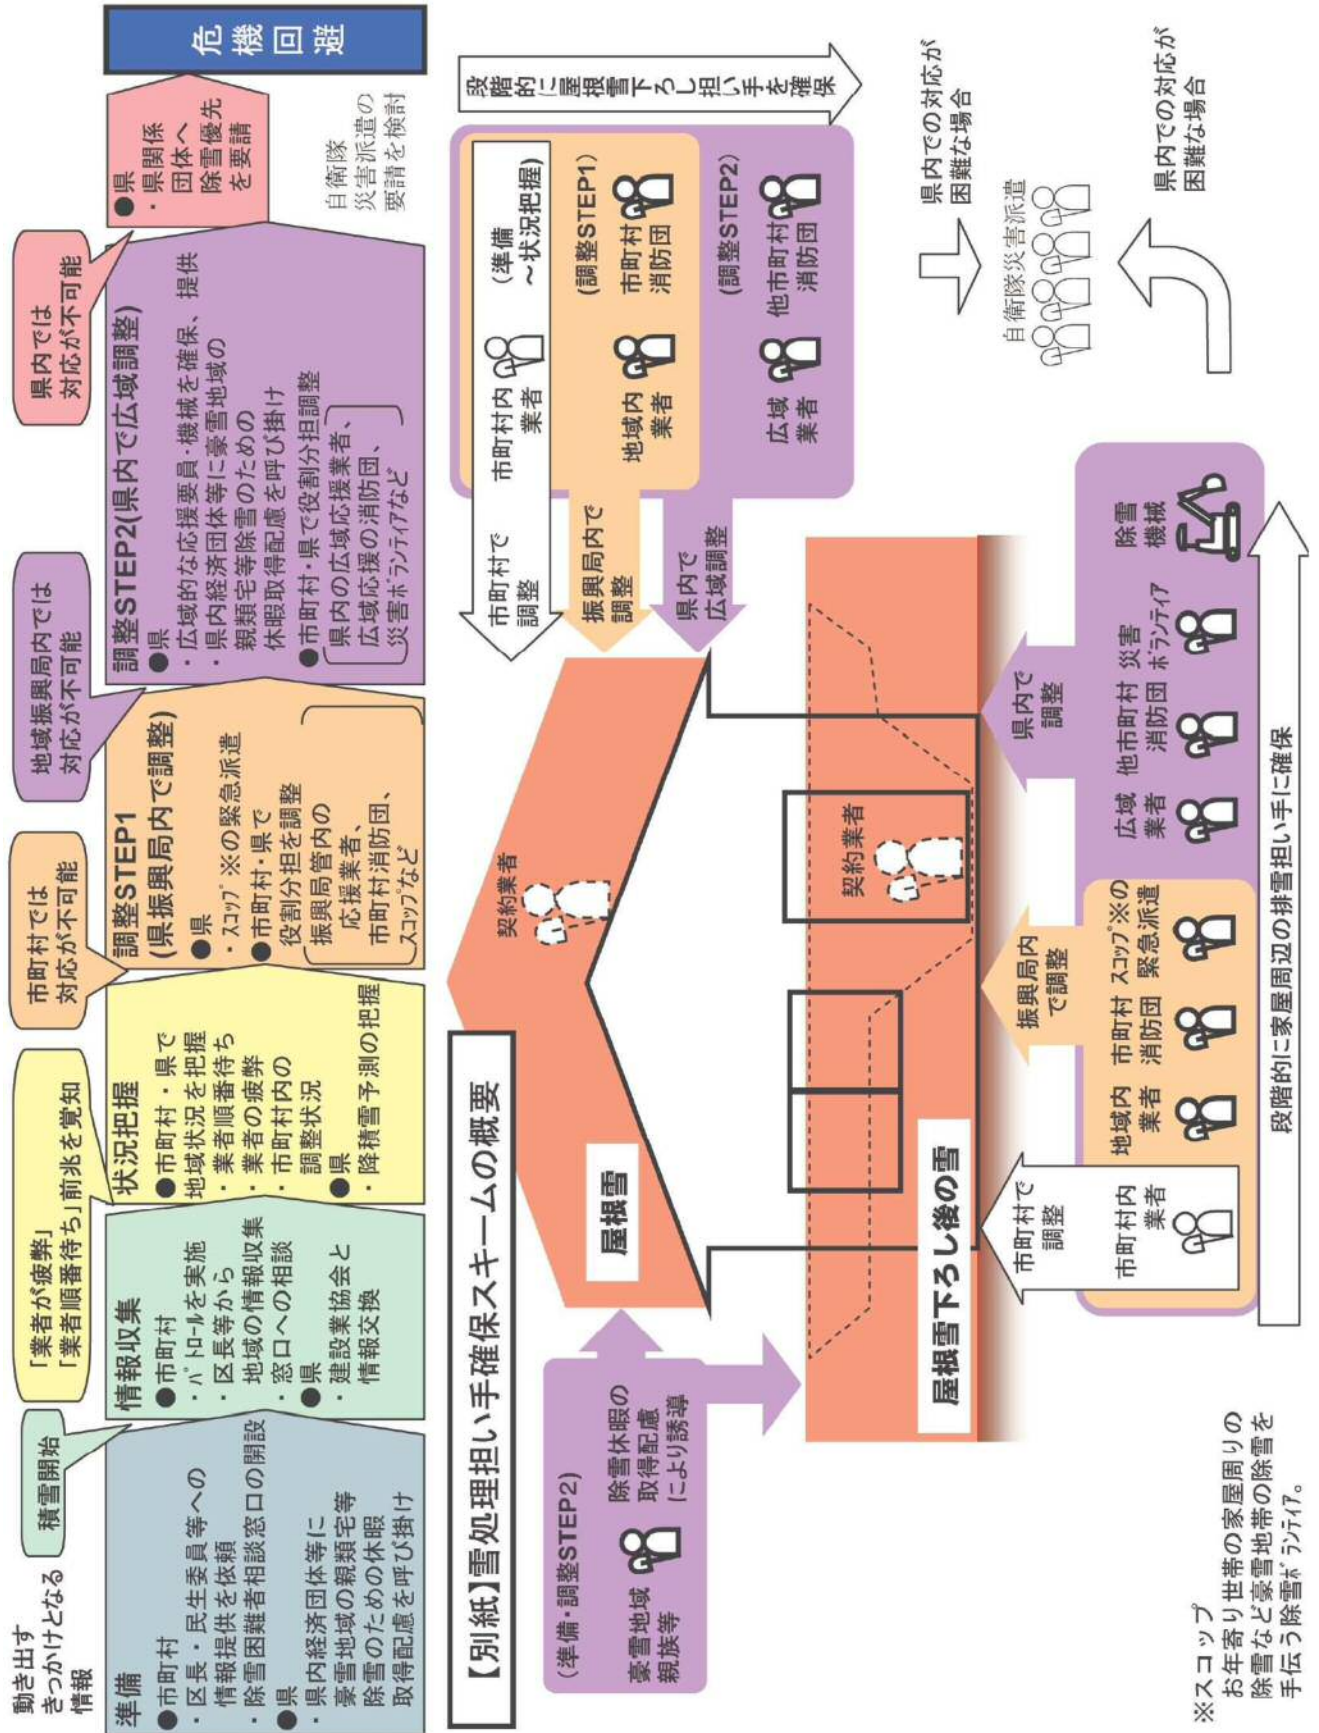 動き出す
きっかけとなる
情報
積雪開始
「業者が疲弊」
「業者順番待ち」前兆を覚知
市町村では
対応が不可能
地域振興局内では
対応が不可能
県内では
対応が不可能
準備
●市町村
・区長・民生委員等への
情報提供を依頼
・除雪困難者相談窓口の開設
●県
・県内経済団体等に
豪雪地域の親類宅等
除雪のための休暇
取得配慮を呼び掛け
情報収集
●市町村
・ﾊﾟﾄﾛｰﾙを実施
・区長等から
地域の情報収集
・窓口への相談
●県
・建設業協会と
情報交換
状況把握
●市町村・県で
地域状況を把握
・業者順番待ち
・業者の疲弊
・市町村内の
調整状況
●県
・降積雪予測の把握
調整STEP1
(県振興局内で調整)
●県
・ｽｺｯﾌﾟ※の緊急派遣
●市町村・県で
役割分担を調整
振興局管内の
応援業者、
市町村消防団、
ｽｺｯﾌﾟなど
調整STEP2(県内で広域調整)
●県
・広域的な応援要員・機械を確保、提供
・県内経済団体等に豪雪地域の
親類宅等除雪のための
休暇取得配慮を呼び掛け
●市町村・県で役割分担調整
県内の広域応援業者、
広域応援の消防団、
災害ﾎﾞﾗﾝﾃｨｱなど
●県
・県関係
団体へ
除雪優先
を要請
自衛隊
災害派遣の
要請を検討
危機回避
【別紙】雪処理担い手確保スキームの概要
(準備・調整STEP2)
豪雪地域
親族等
除雪休暇の
取得配慮
により誘導
屋根雪
契約業者
市町村で
調整
市町村内
業者
(準備
～状況把握)
振興局内で
調整
地域内
業者
(調整STEP1)
市町村
消防団
県内で
広域調整
広域
業者
(調整STEP2)
他市町村
消防団
段階的に屋根雪下ろし担い手を確保
屋根雪下ろし後の雪
契約業者
県内での対応が
困難な場合
自衛隊災害派遣
県内での対応が
困難な場合
市町村で
調整
市町村内
業者
振興局内
で調整
地域内
業者
市町村
消防団
ｽｺｯﾌﾟ※の
緊急派遣
県内で
調整
広域
業者
他市町村
消防団
災害
ﾎﾞﾗﾝﾃｨｱ
除雪
機械
段階的に家屋周辺の排雪担い手に確保
※スコップ
お年寄り世帯の家屋周りの
除雪など豪雪地帯の除雪を
手伝う除雪ﾎﾞﾗﾝﾃｨｱ。